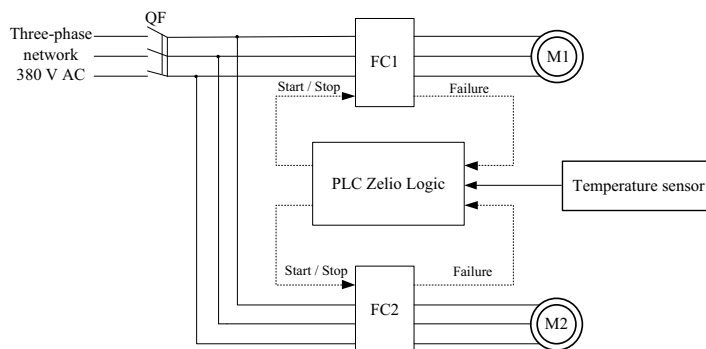 QF
Three-phase
network
380 V AC
FC1
M1
Start / Stop
Failure
PLC Zelio Logic
Temperature sensor
Start / Stop
Failure
FC2
M2